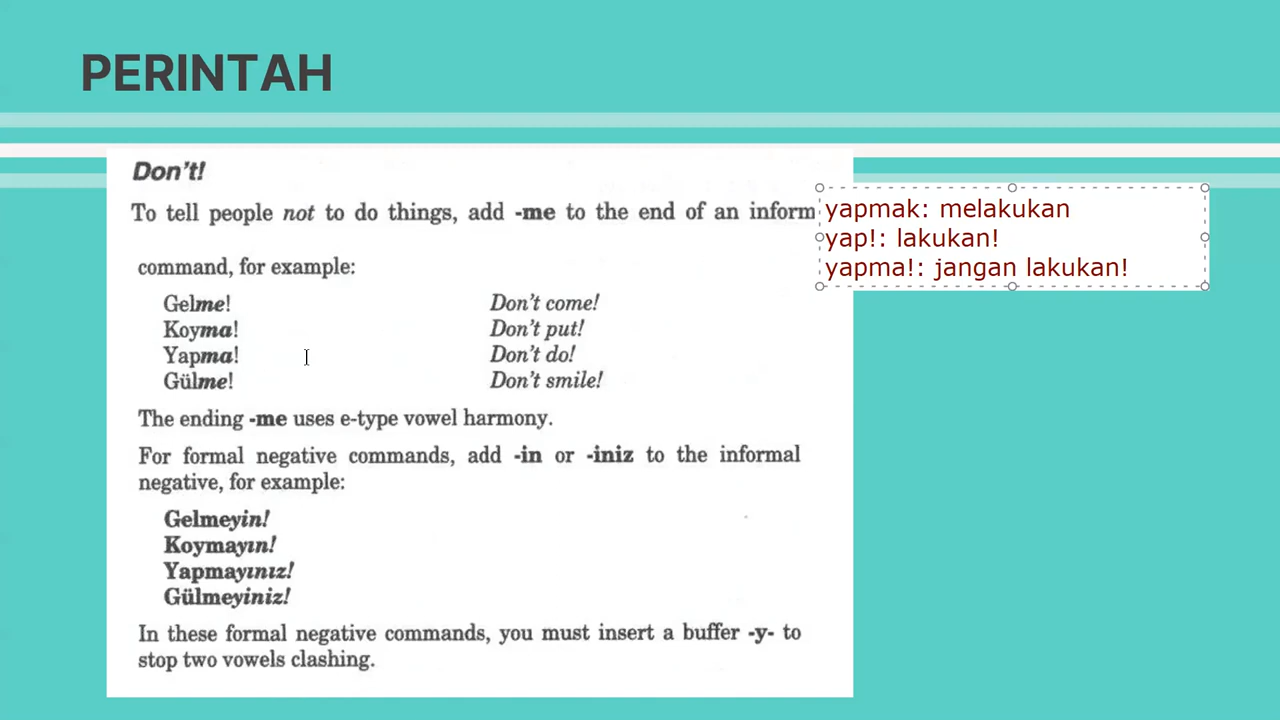 PERINTAH
Don't!
To tell people not to do things, add -me to the end of an inform
command, for example:
Gelme! Don't come!
Koyma! Don't put!
Yapma! Don't do!
Gülme! Don't smile!
The ending -me uses e-type vowel harmony.
For formal negative commands, add -in or -iniz to the informal
negative, for example:
Gelmeyin!
Koymayın!
Yapmayınız!
Gülmeyiniz!
In these formal negative commands, you must insert a buffer -y- to
stop two vowels clashing.
yapmak: melakukan
yap!: lakukan!
yapma!: jangan lakukan!